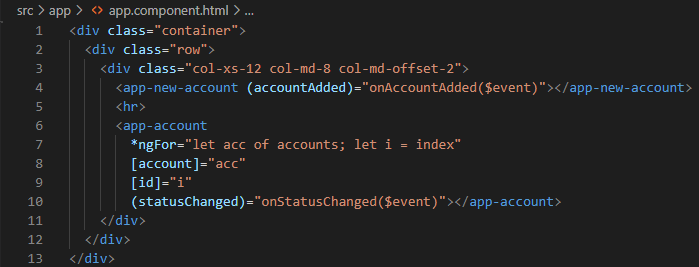 src > app > <> app.component.html > ...
1 <div class="container">
2 <div class="row">
3 <div class="col-xs-12 col-md-8 col-md-offset-2">
4 <app-new-account (accountAdded)="onAccountAdded($event)"></app-new-account>
5 <hr>
6 <app-account
7 *ngFor="let acc of accounts; let i = index"
8 [account]="acc"
9 [id]="i"
10 (statusChanged)="onStatusChanged($event)"></app-account>
11 </div>
12 </div>
13 </div>